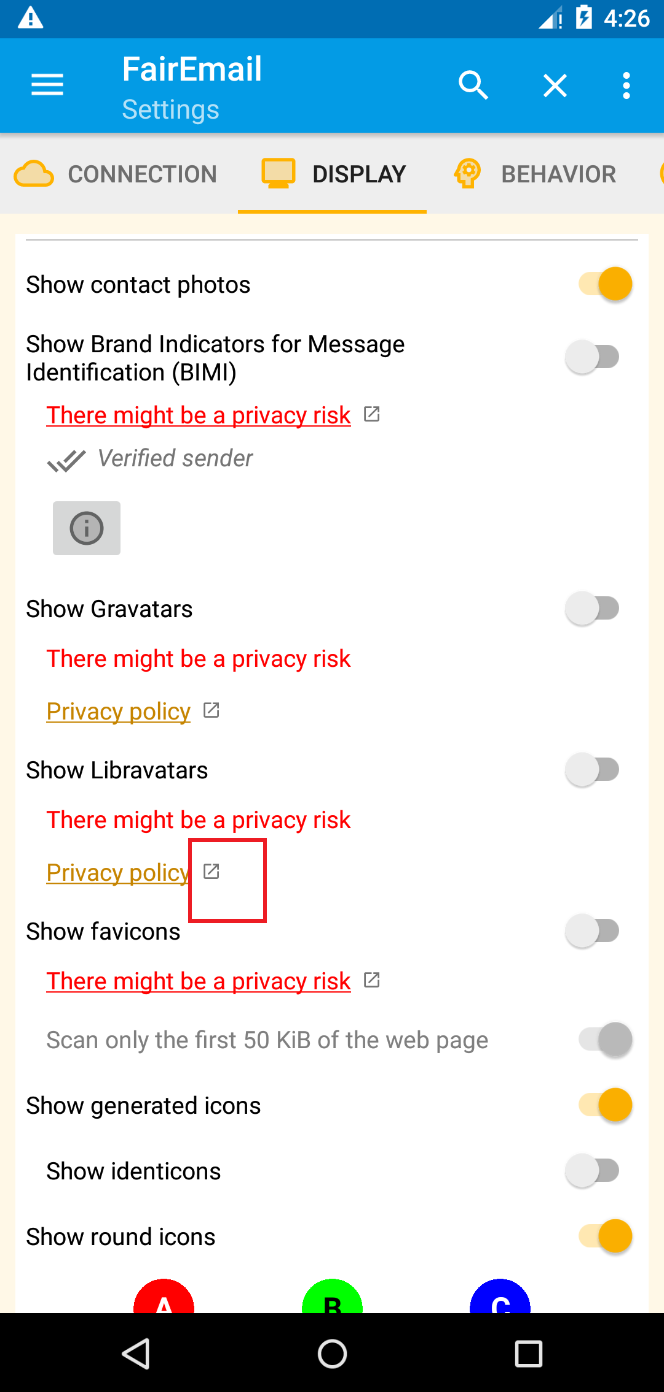 4:26
FairEmail
Settings
CONNECTION
DISPLAY
BEHAVIOR
Show contact photos
Show Brand Indicators for Message
Identification (BIMI)
There might be a privacy risk
Verified sender
Show Gravatars
There might be a privacy risk
Privacy policy
Show Libravatars
There might be a privacy risk
Privacy policy
Show favicons
There might be a privacy risk
Scan only the first 50 KiB of the web page
Show generated icons
Show identicons
Show round icons
A
B
C